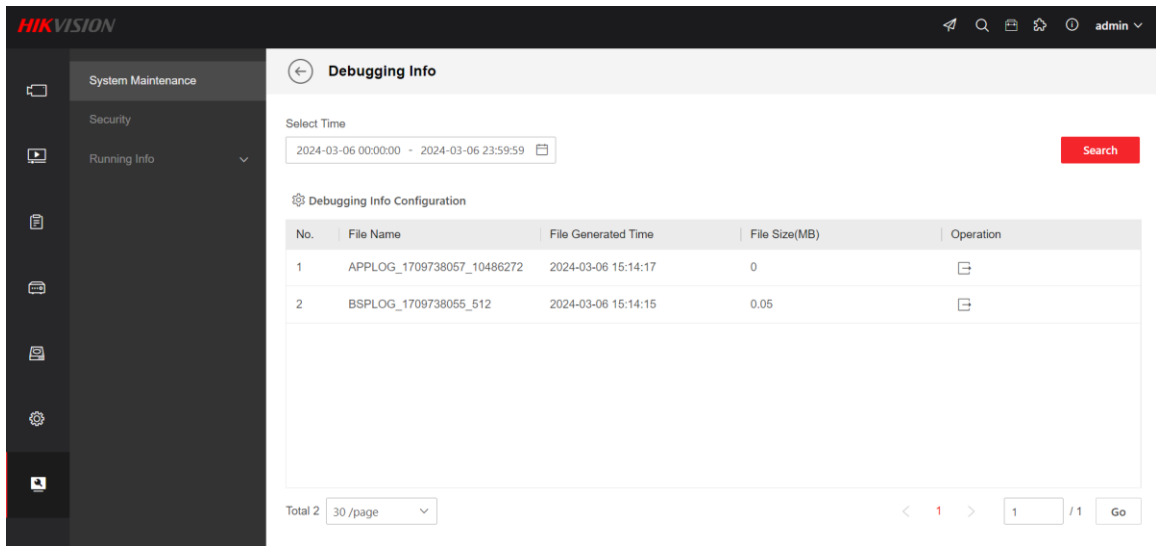 HIKVISION
admin
System Maintenance
Security
Running Info
Debugging Info
Select Time
2024-03-06 00:00:00 - 2024-03-06 23:59:59
Search
Debugging Info Configuration
No. File Name File Generated Time File Size(MB) Operation
1 APPLOG_1709738057_10486272 2024-03-06 15:14:17 0
2 BSPLOG_1709738055_512 2024-03-06 15:14:15 0.05
Total 2 30 /page 1 1 / 1 Go